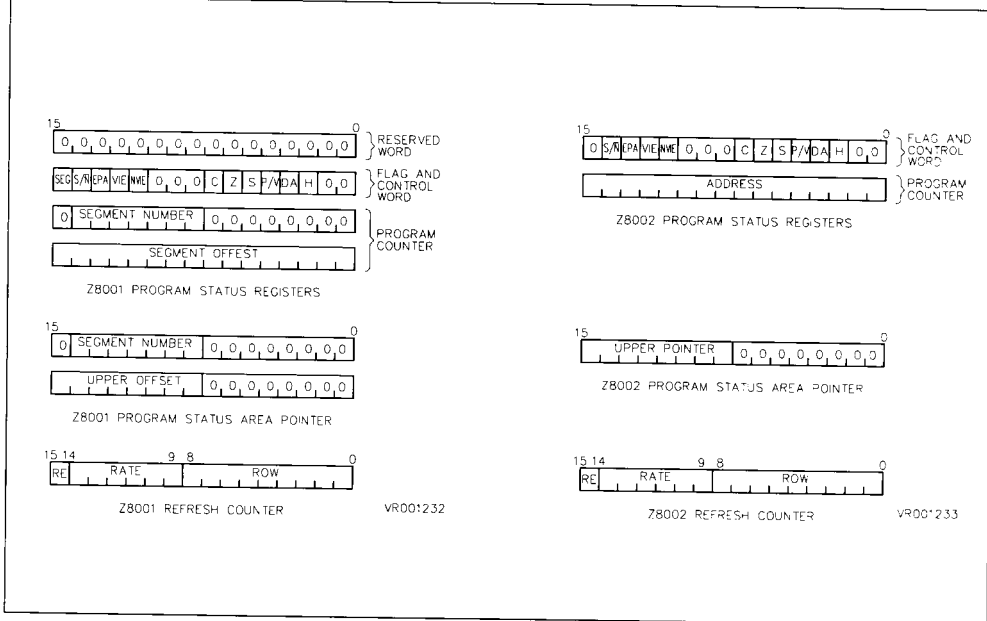 15 0
0 0 0 0 0 0 0 0 0 0 0 0 0 0 0 0
RESERVED
WORD
SEG S/N̅ EPA VIE NVIE 0 0 0 C Z S P/V DA H 0 0
FLAG AND
CONTROL
WORD
0 SEGMENT NUMBER 0 0 0 0 0 0 0 0
SEGMENT OFFEST
PROGRAM
COUNTER
Z8001 PROGRAM STATUS REGISTERS
15 0
0 SEGMENT NUMBER 0 0 0 0 0 0 0 0
UPPER OFFSET 0 0 0 0 0 0 0 0
Z8001 PROGRAM STATUS AREA POINTER
15 14 9 8 0
RE RATE ROW
Z8001 REFRESH COUNTER VR001232
15 0
0 S/N̅ EPA VIE NVIE 0 0 0 C Z S P/V DA H 0 0
FLAG AND
CONTROL
WORD
ADDRESS
PROGRAM
COUNTER
Z8002 PROGRAM STATUS REGISTERS
15 0
UPPER POINTER 0 0 0 0 0 0 0 0
Z8002 PROGRAM STATUS AREA POINTER
15 14 9 8 0
RE RATE ROW
Z8002 REFRESH COUNTER VR001233